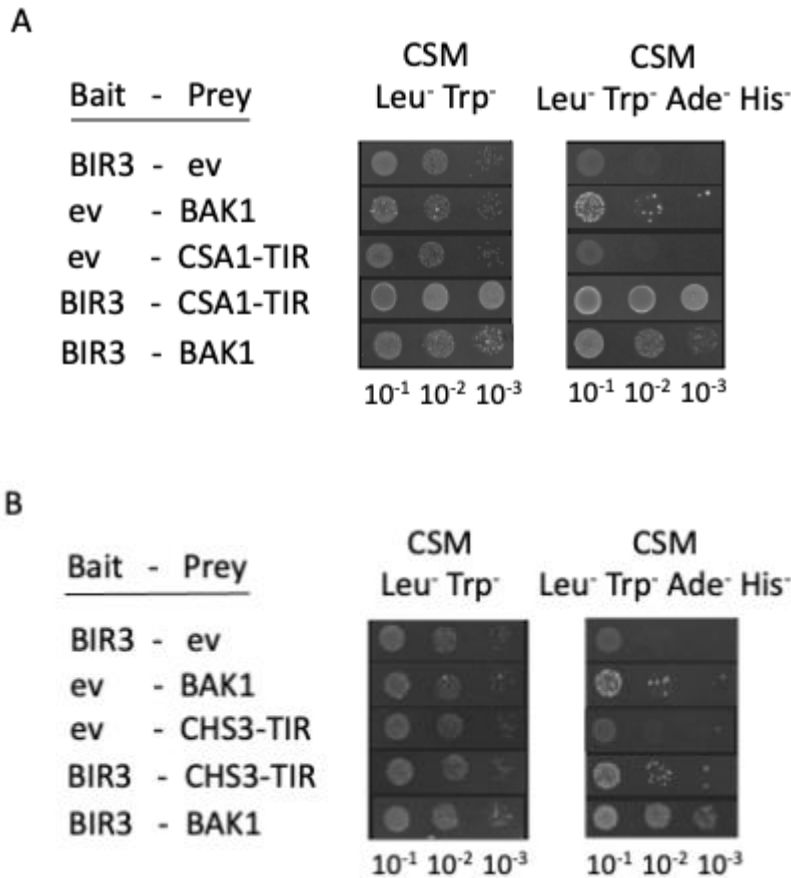 A
CSM CSM
Bait - Prey Leu⁻ Trp⁻ Leu⁻ Trp⁻ Ade⁻ His⁻
BIR3 - ev
ev - BAK1
ev - CSA1-TIR
BIR3 - CSA1-TIR
BIR3 - BAK1
10⁻¹ 10⁻² 10⁻³ 10⁻¹ 10⁻² 10⁻³
B
CSM CSM
Bait - Prey Leu⁻ Trp⁻ Leu⁻ Trp⁻ Ade⁻ His⁻
BIR3 - ev
ev - BAK1
ev - CHS3-TIR
BIR3 - CHS3-TIR
BIR3 - BAK1
10⁻¹ 10⁻² 10⁻³ 10⁻¹ 10⁻² 10⁻³